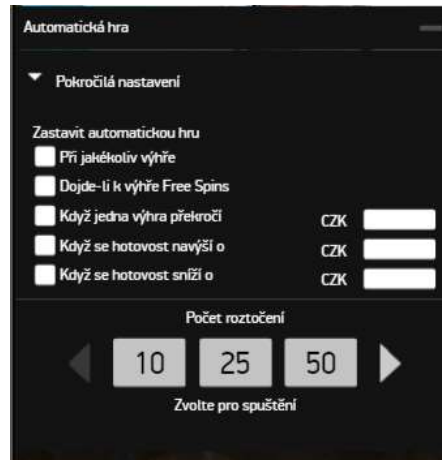 Automatická hra
Pokročilá nastavení
Zastavit automatickou hru
Při jakékoliv výhře
Dojde-li k výhře Free Spins
Když jedna výhra překročí CZK
Když se hotovost navýší o CZK
Když se hotovost sníží o CZK
Počet roztočení
10 25 50
Zvolte pro spuštění